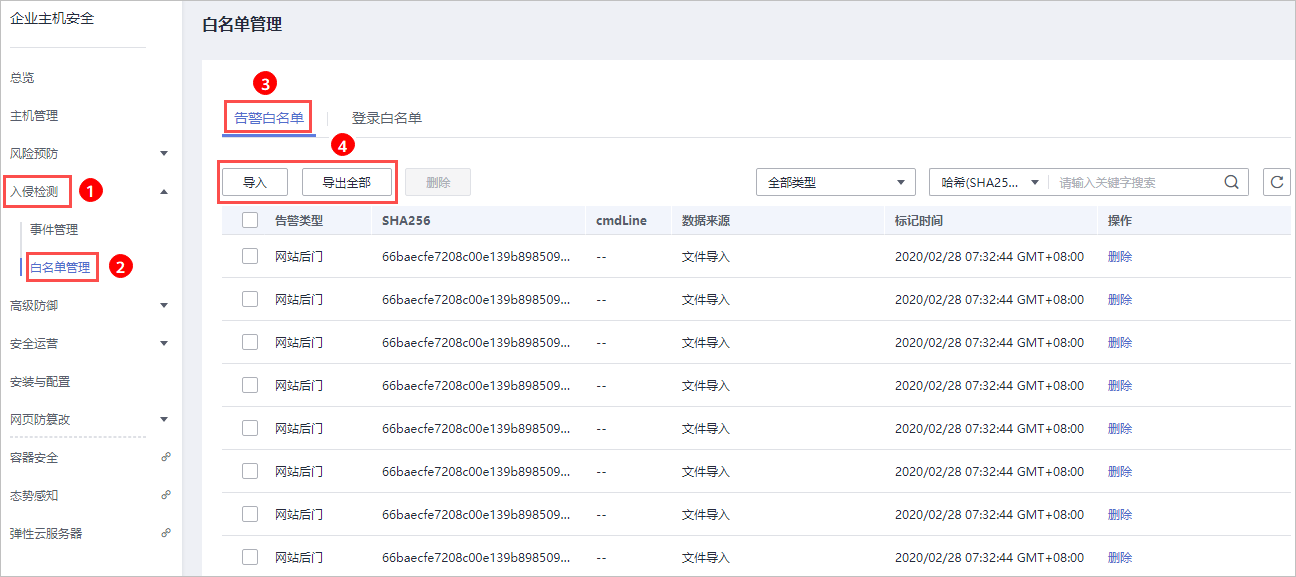 企业主机安全
总览
主机管理
风险预防
入侵检测 1
事件管理
白名单管理 2
高级防御
安全运营
安装与配置
网页防篡改
容器安全
态势感知
弹性云服务器
白名单管理
3
告警白名单 登录白名单
4
导入 导出全部 删除 全部类型 哈希(SHA25... 请输入关键字搜索
告警类型 SHA256 cmdLine 数据来源 标记时间 操作
网站后门 66baecfe7208c00e139b898509... -- 文件导入 2020/02/28 07:32:44 GMT+08:00 删除
网站后门 66baecfe7208c00e139b898509... -- 文件导入 2020/02/28 07:32:44 GMT+08:00 删除
网站后门 66baecfe7208c00e139b898509... -- 文件导入 2020/02/28 07:32:44 GMT+08:00 删除
网站后门 66baecfe7208c00e139b898509... -- 文件导入 2020/02/28 07:32:44 GMT+08:00 删除
网站后门 66baecfe7208c00e139b898509... -- 文件导入 2020/02/28 07:32:44 GMT+08:00 删除
网站后门 66baecfe7208c00e139b898509... -- 文件导入 2020/02/28 07:32:44 GMT+08:00 删除
网站后门 66baecfe7208c00e139b898509... -- 文件导入 2020/02/28 07:32:44 GMT+08:00 删除
网站后门 66baecfe7208c00e139b898509... -- 文件导入 2020/02/28 07:32:44 GMT+08:00 删除